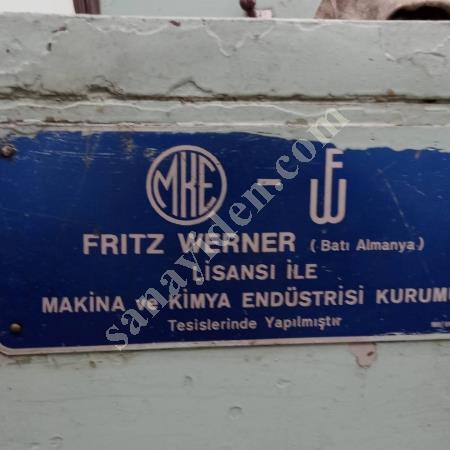 MKE - FW
FRITZ WERNER (Batı Almanya)
LİSANSI İLE
MAKİNA ve KİMYA ENDÜSTRİSİ KURUMU
Tesislerinde Yapılmıştır
sanayiden.com